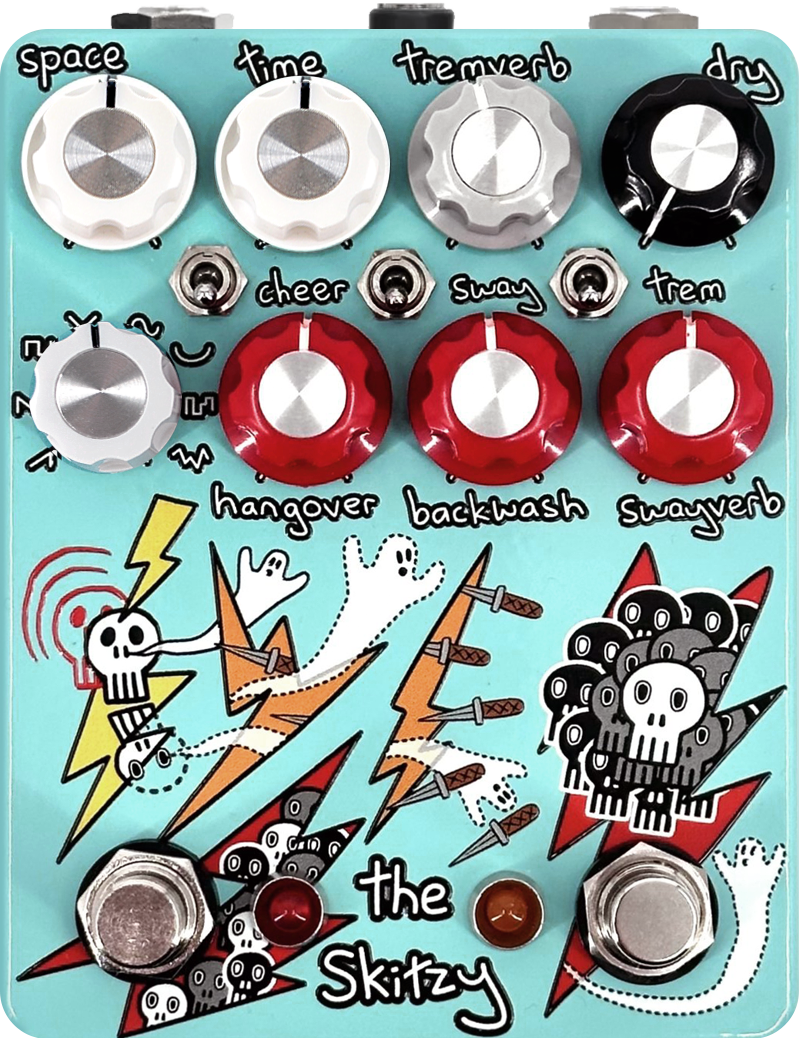 space time tremverb dry
cheer sway trem
hangover backwash swayverb
the
Skitzy